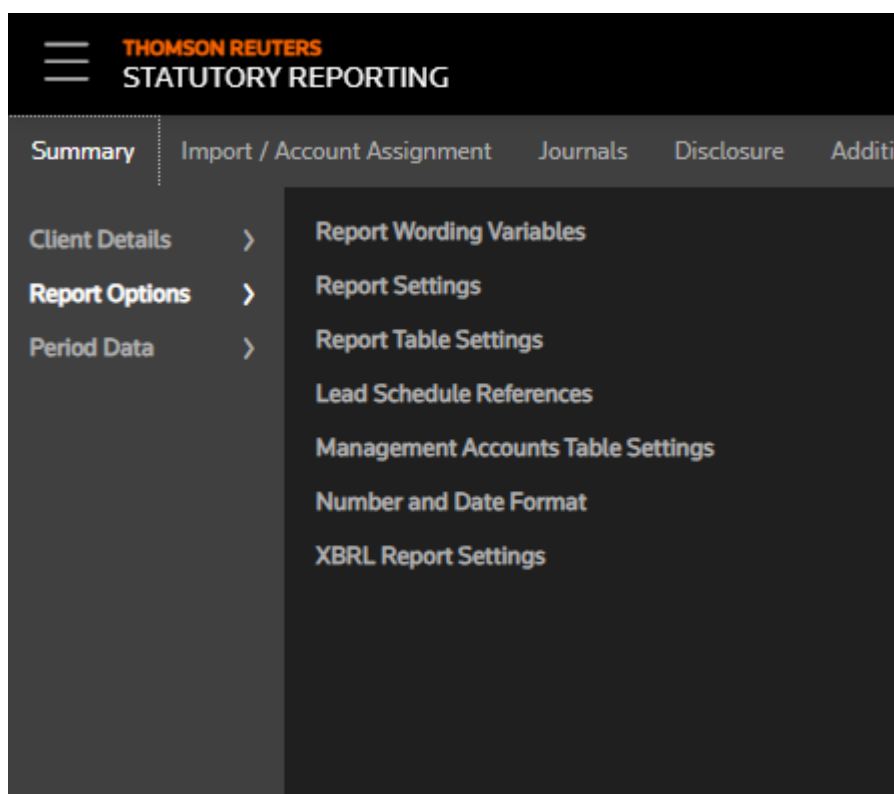 THOMSON REUTERS
STATUTORY REPORTING
Summary Import / Account Assignment Journals Disclosure Additi
Client Details
Report Options
Period Data
Report Wording Variables
Report Settings
Report Table Settings
Lead Schedule References
Management Accounts Table Settings
Number and Date Format
XBRL Report Settings